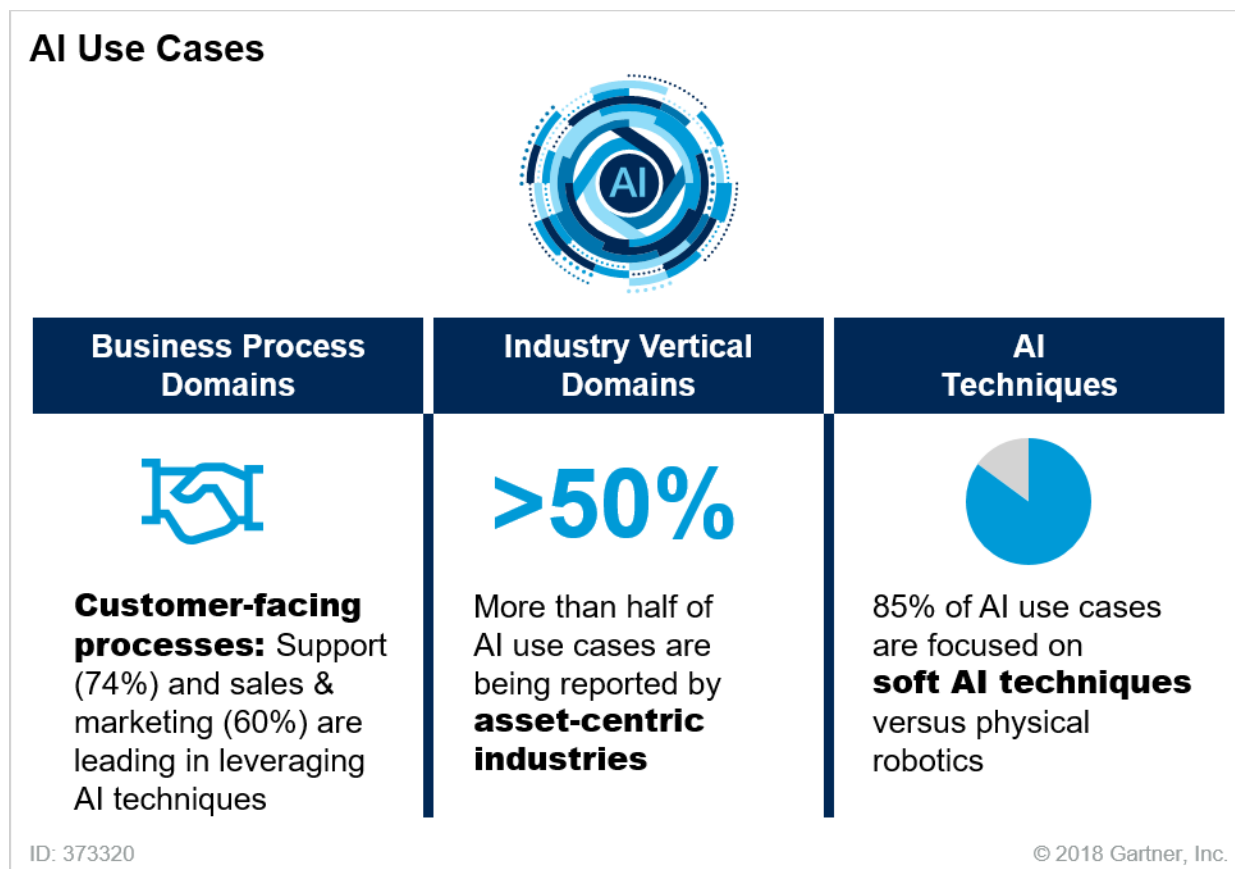 AI Use Cases
AI
Business Process
Domains
Industry Vertical
Domains
AI
Techniques
Customer-facing
processes: Support
(74%) and sales &
marketing (60%) are
leading in leveraging
AI techniques
>50%
More than half of
AI use cases are
being reported by
asset-centric
industries
85% of AI use cases
are focused on
soft AI techniques
versus physical
robotics
ID: 373320
© 2018 Gartner, Inc.